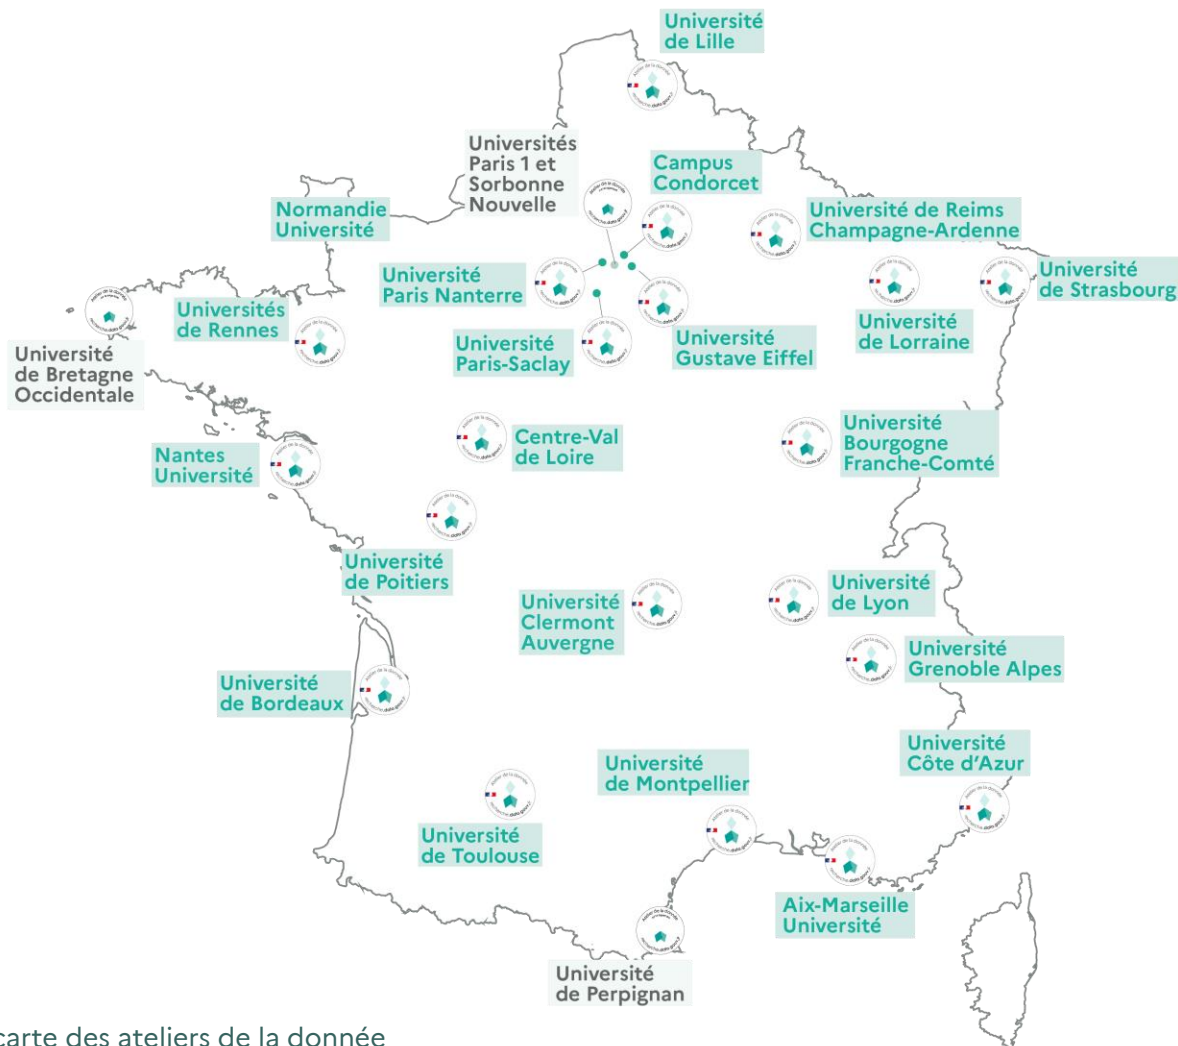 Université
de Lille
Universités
Paris 1 et
Sorbonne
Nouvelle
Campus
Condorcet
Normandie
Université
Université de Reims
Champagne-Ardenne
Université
Paris Nanterre
Université
de Strasbourg
Universités
de Rennes
Université
de Lorraine
Université
Paris-Saclay
Université
Gustave Eiffel
Université
de Bretagne
Occidentale
Centre-Val
de Loire
Université
Bourgogne
Franche-Comté
Nantes
Université
Université
de Poitiers
Université
Clermont
Auvergne
Université
de Lyon
Université
Grenoble Alpes
Université
de Bordeaux
Université
Côte d'Azur
Université
de Montpellier
Université
de Toulouse
Aix-Marseille
Université
Université
de Perpignan
carte des ateliers de la donnée